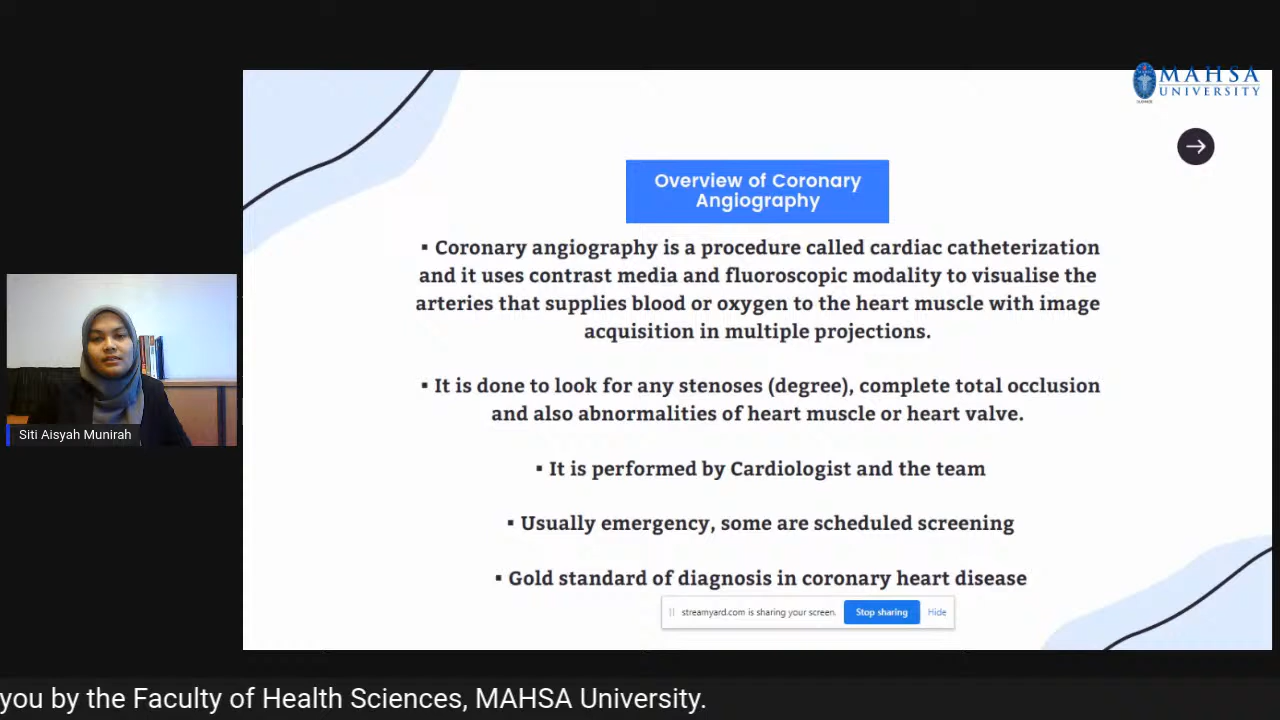 MAHSA
UNIVERSITY
Overview of Coronary
Angiography
▪ Coronary angiography is a procedure called cardiac catheterization
and it uses contrast media and fluoroscopic modality to visualise the
arteries that supplies blood or oxygen to the heart muscle with image
acquisition in multiple projections.
▪ It is done to look for any stenoses (degree), complete total occlusion
and also abnormalities of heart muscle or heart valve.
▪ It is performed by Cardiologist and the team
▪ Usually emergency, some are scheduled screening
▪ Gold standard of diagnosis in coronary heart disease
streamyard.com is sharing your screen.
Stop sharing
Hide
Siti Aisyah Munirah
you by the Faculty of Health Sciences, MAHSA University.